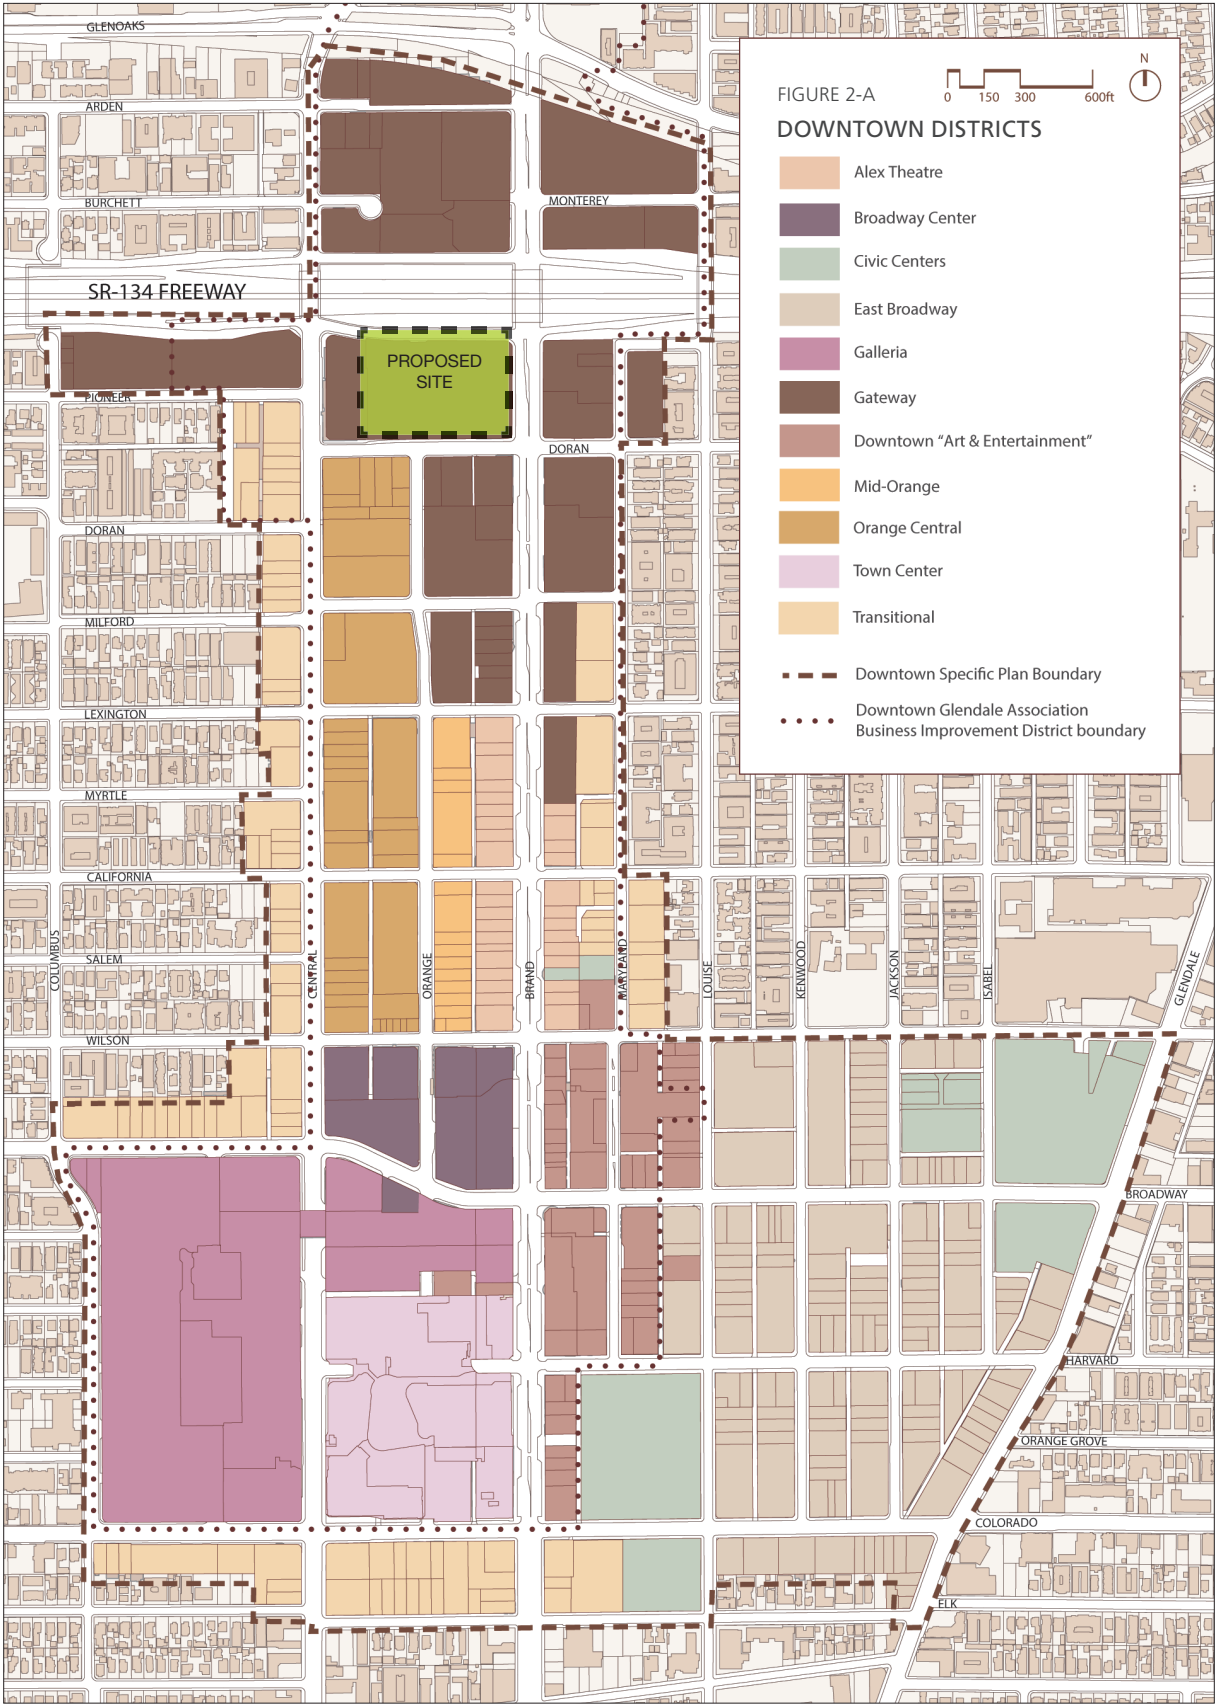 GLENOAKS
ARDEN
BURCHETT
MONTEREY
SR-134 FREEWAY
PROPOSED
SITE
PIONEER
DORAN
DORAN
MILFORD
LEXINGTON
MYRTLE
CALIFORNIA
SALEM
WILSON
COLUMBUS
CENTRAL
ORANGE
BRAND
MARYLAND
LOUISE
KENWOOD
JACKSON
ISABEL
GLENDALE
BROADWAY
HARVARD
ORANGE GROVE
COLORADO
ELK
N
0 150 300 600ft
FIGURE 2-A
DOWNTOWN DISTRICTS
Alex Theatre
Broadway Center
Civic Centers
East Broadway
Galleria
Gateway
Downtown “Art & Entertainment”
Mid-Orange
Orange Central
Town Center
Transitional
Downtown Specific Plan Boundary
Downtown Glendale Association
Business Improvement District boundary